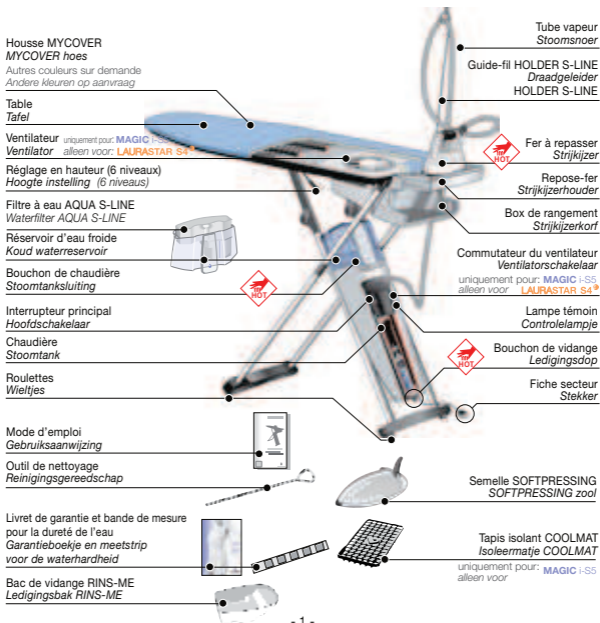 Housse MYCOVER
MYCOVER hoes
Autres couleurs sur demande
Andere kleuren op aanvraag
Table
Tafel
Ventilateur uniquement pour: MAGIC i-S5
Ventilator alleen voor: LAURASTAR S4
Réglage en hauteur (6 niveaux)
Hoogte instelling (6 niveaux)
Filtre à eau AQUA S-LINE
Waterfilter AQUA S-LINE
Réservoir d'eau froide
Koud waterreservoir
Bouchon de chaudière
Stoomtanksluiting
HOT
Interrupteur principal
Hoofdschakelaar
Chaudière
Stoomtank
Roulettes
Wieltjes
Mode d'emploi
Gebruiksaanwijzing
Outil de nettoyage
Reinigingsgereedschap
Livret de garantie et bande de mesure
pour la dureté de l'eau
Garantieboekje en meetstrip
voor de waterhardheid
Bac de vidange RINS-ME
Ledigingsbak RINS-ME
Tube vapeur
Stoomsnoer
Guide-fil HOLDER S-LINE
Draadgeleider
HOLDER S-LINE
HOT
Fer à repasser
Strijkijzer
Repose-fer
Strijkijzerhouder
Box de rangement
Strijkijzerkorf
Commutateur du ventilateur
Ventilatorschakelaar
uniquement pour: MAGIC i-S5
alleen voor LAURASTAR S4
Lampe témoin
Controlelampje
HOT
Bouchon de vidange
Ledigingsdop
Fiche secteur
Stekker
Semelle SOFTPRESSING
SOFTPRESSING zool
Tapis isolant COOLMAT
Isoleermatje COOLMAT
uniquement pour: MAGIC i-S5
alleen voor
- 1 -